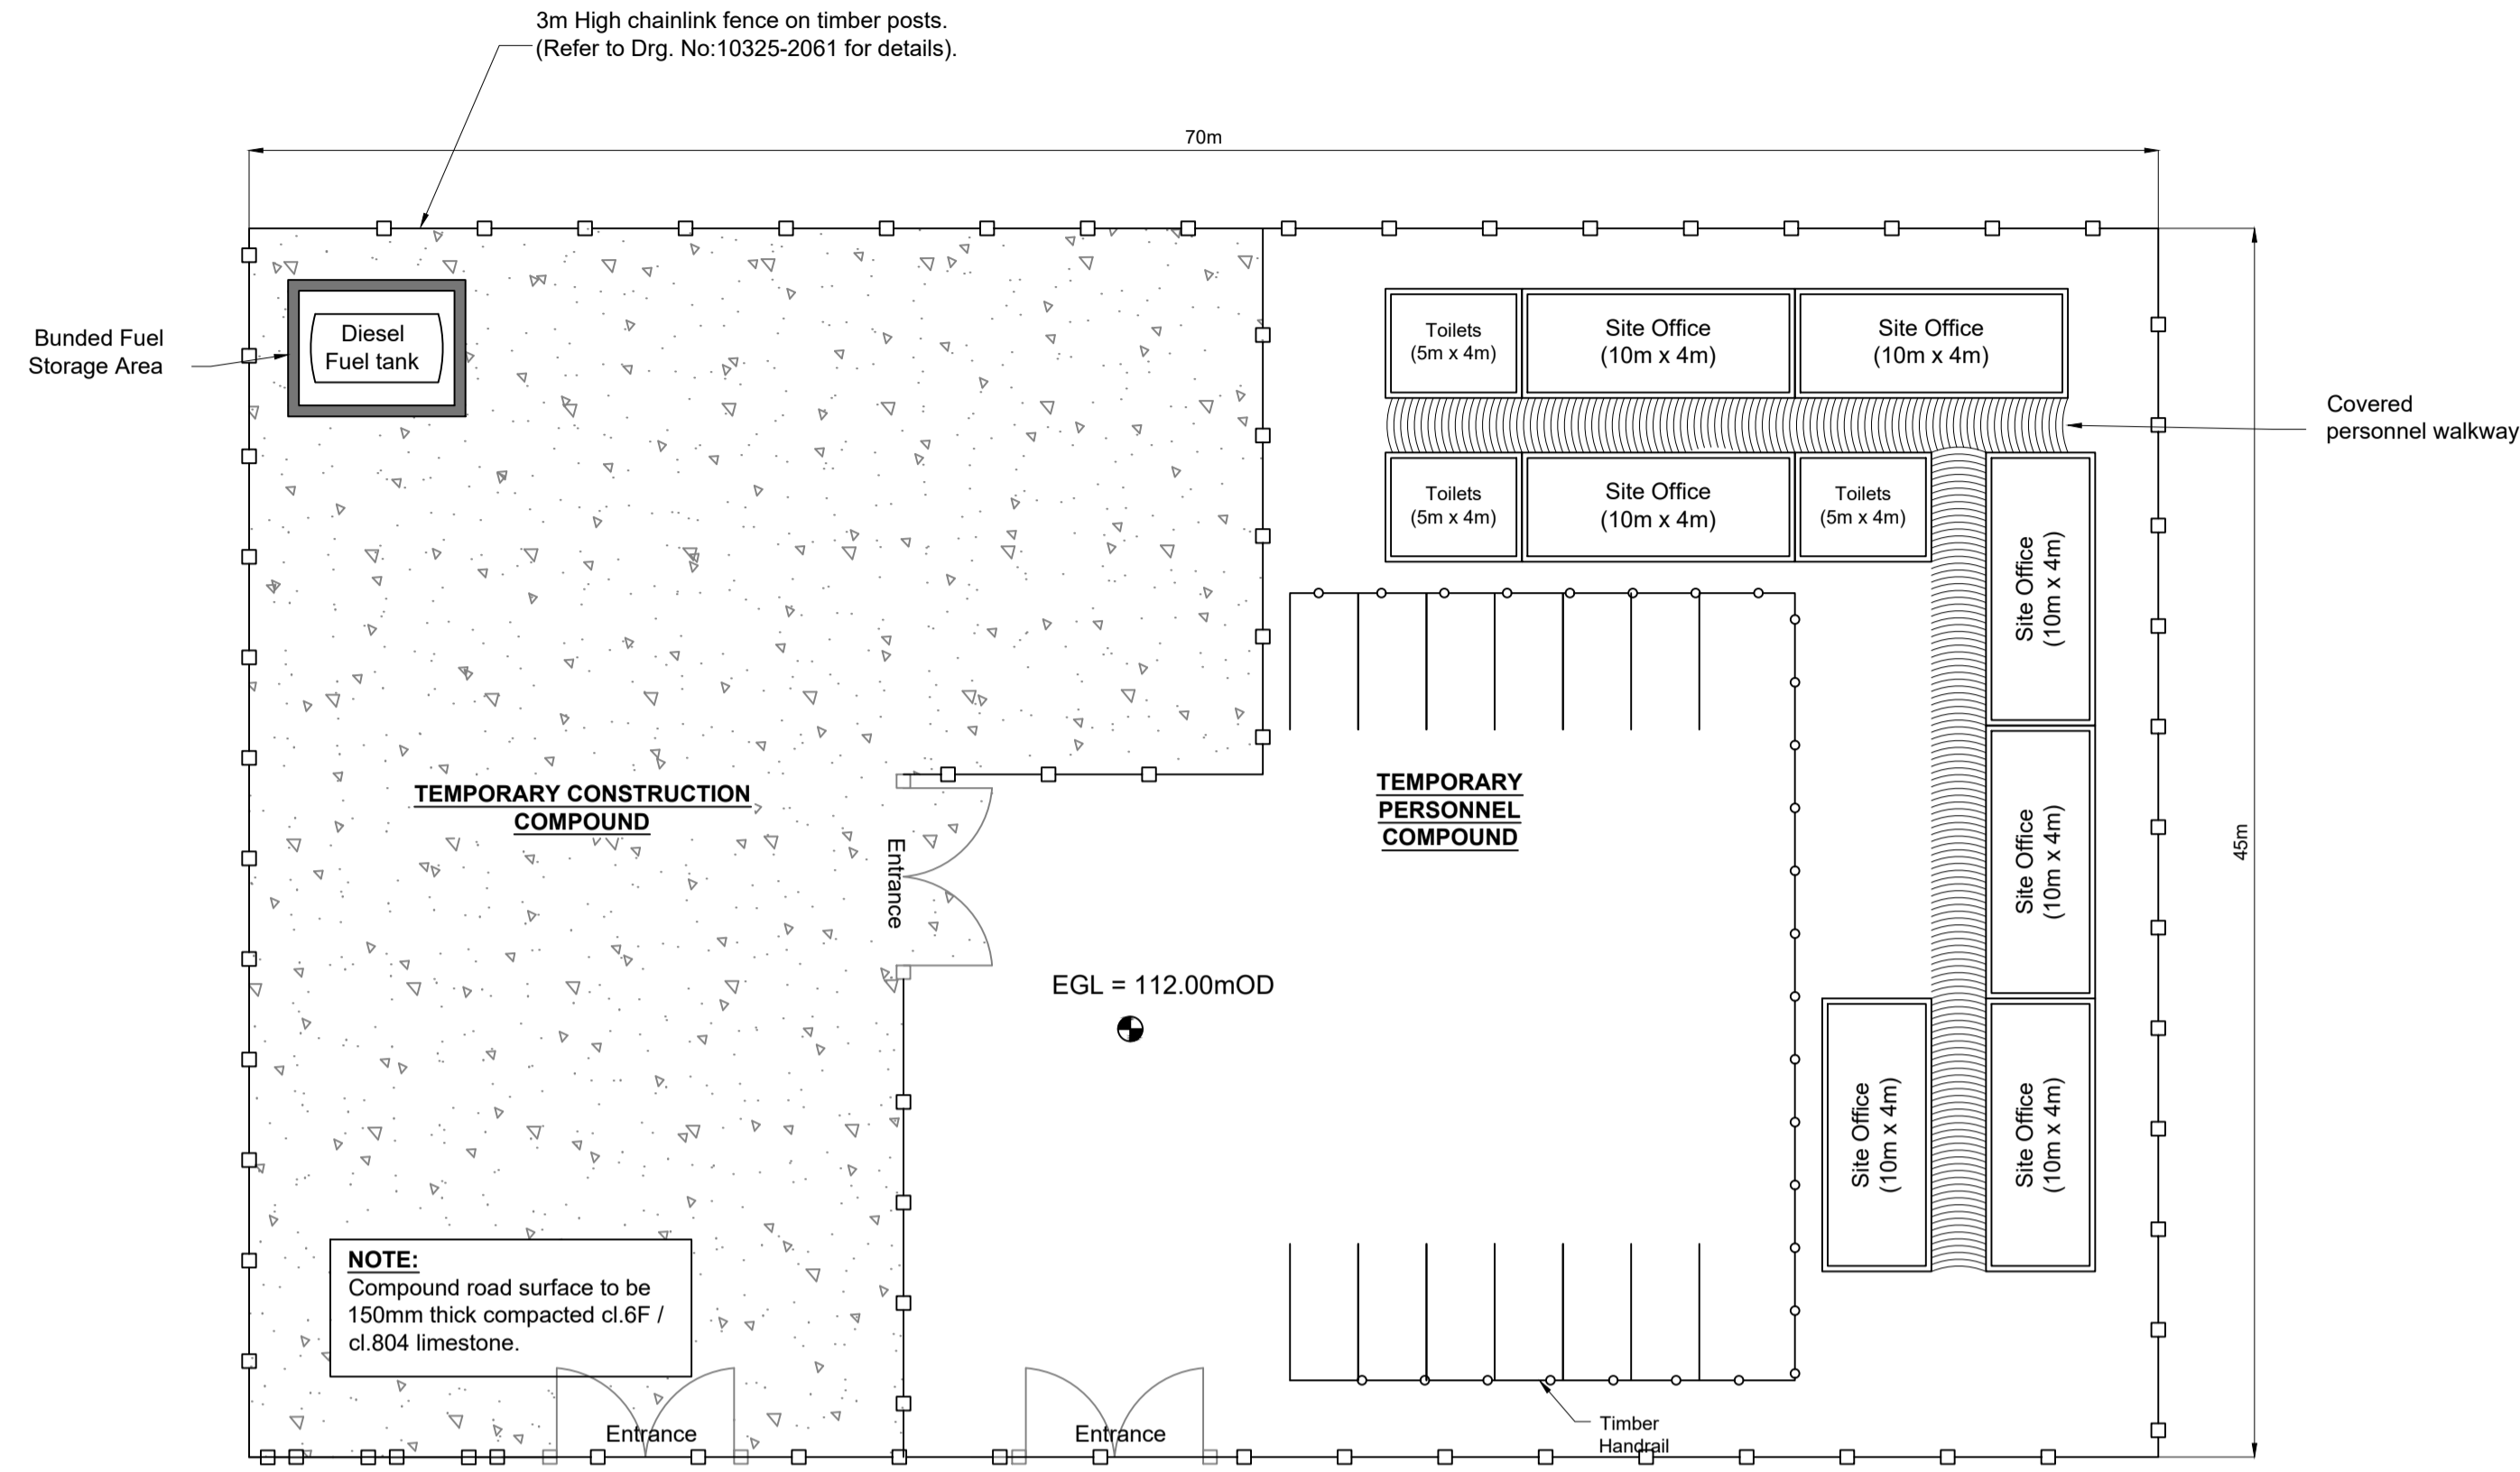 3m High chainlink fence on timber posts.
(Refer to Drg. No:10325-2061 for details).
70m
Bunded Fuel
Storage Area
Diesel
Fuel tank
Toilets
(5m x 4m)
Site Office
(10m x 4m)
Site Office
(10m x 4m)
Covered
personnel walkway
Toilets
(5m x 4m)
Site Office
(10m x 4m)
Toilets
(5m x 4m)
Site Office
(10m x 4m)
TEMPORARY CONSTRUCTION
COMPOUND
TEMPORARY
PERSONNEL
COMPOUND
Entrance
Site Office
(10m x 4m)
45m
EGL = 112.00mOD
Site Office
(10m x 4m)
Site Office
(10m x 4m)
NOTE:
Compound road surface to be
150mm thick compacted cl.6F /
cl.804 limestone.
Entrance
Entrance
Timber
Handrail